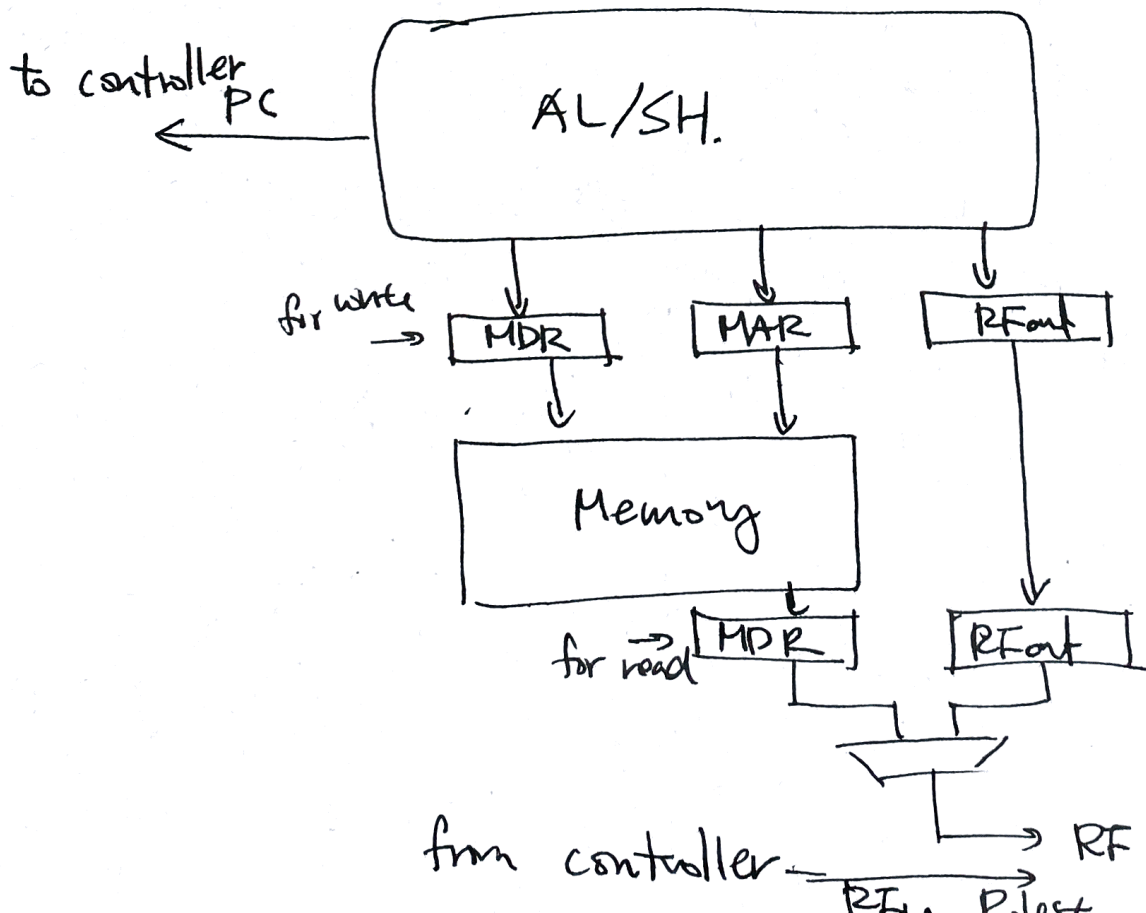 to controller
PC
AL/SH.
for write
MDR
MAR
RFout
Memory
for read
MDR
RFout
RF
from controller